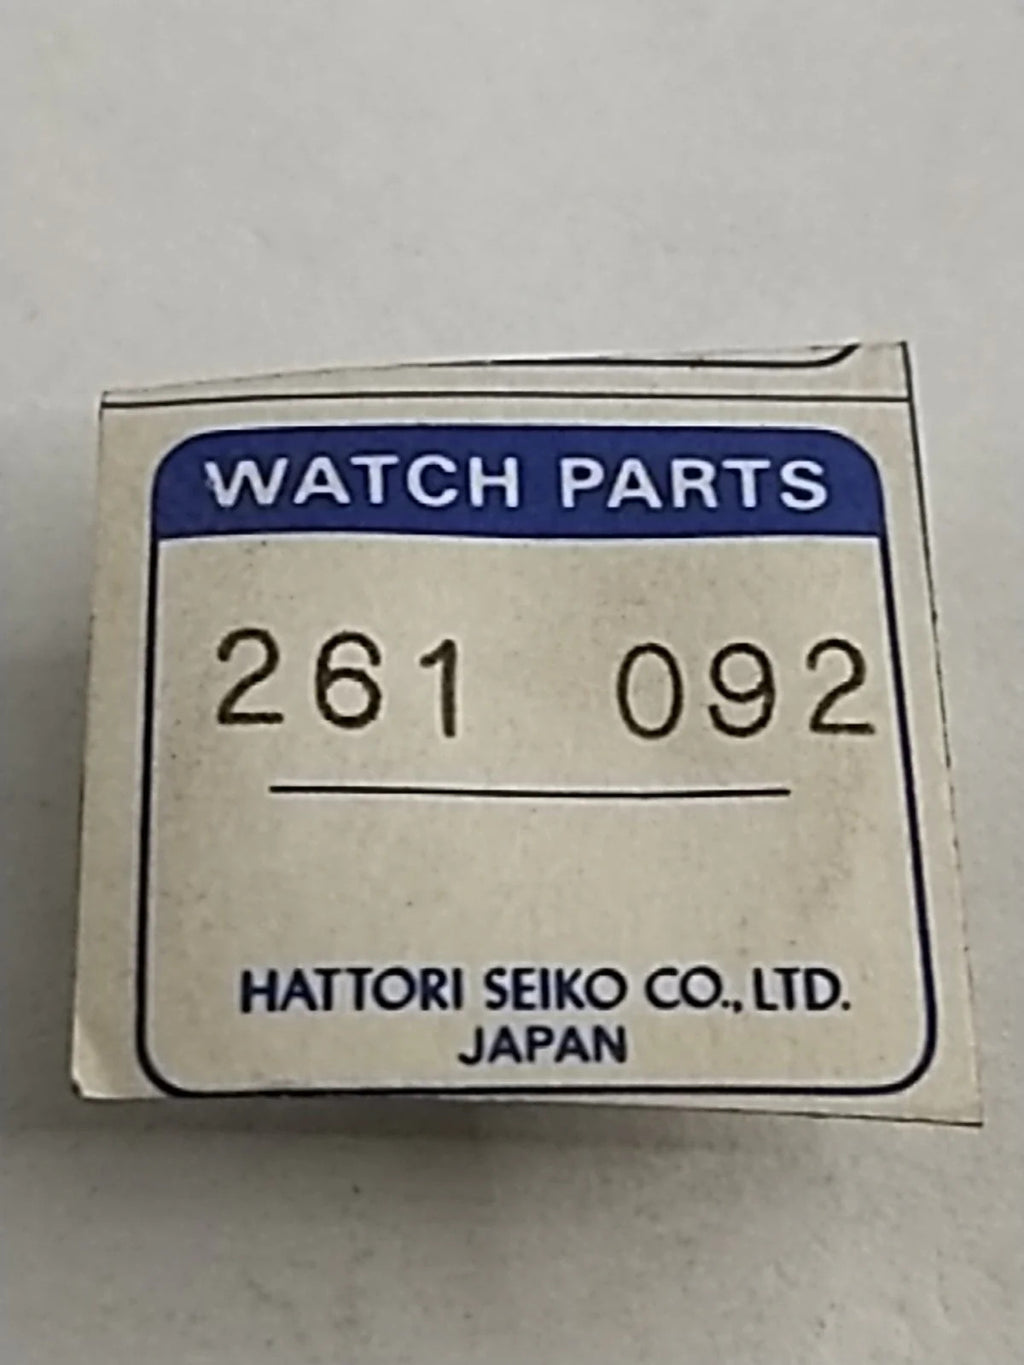 WATCH PARTS
261 092
HATTORI SEIKO CO., LTD.
JAPAN